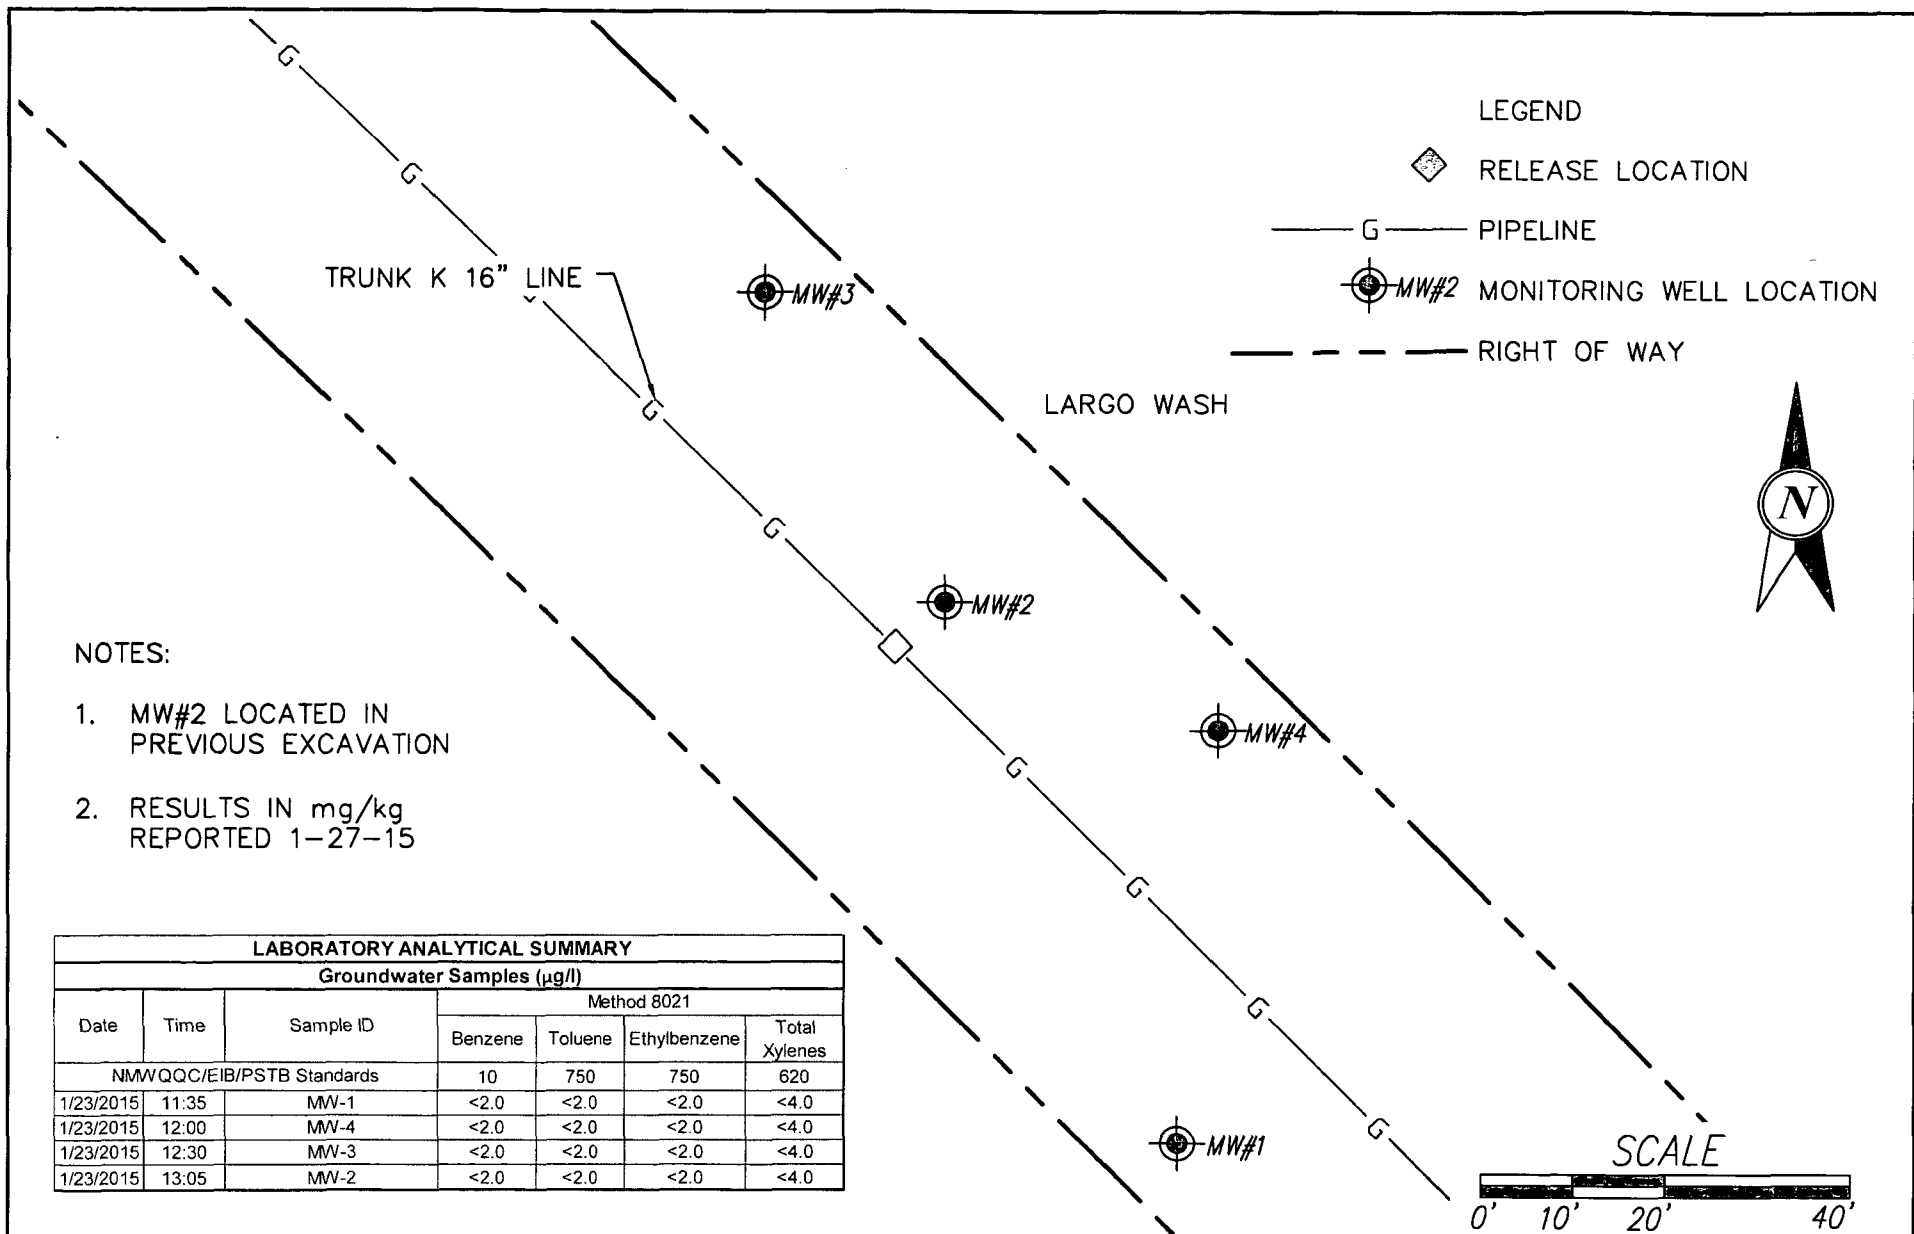 LEGEND
RELEASE LOCATION
G PIPELINE
MW#2 MONITORING WELL LOCATION
RIGHT OF WAY
G
G
TRUNK K 16" LINE
MW#3
G
LARGO WASH
N
G
MW#2
MW#4
G
G
G
G
MW#1
NOTES:
1. MW#2 LOCATED IN
PREVIOUS EXCAVATION
2. RESULTS IN mg/kg
REPORTED 1-27-15
LABORATORY ANALYTICAL SUMMARY
Groundwater Samples (µg/l)
Date Time Sample ID Method 8021
Benzene Toluene Ethylbenzene Total
Xylenes
NMWQQC/EIB/PSTB Standards 10 750 750 620
1/23/2015 11:35 MW-1 <2.0 <2.0 <2.0 <4.0
1/23/2015 12:00 MW-4 <2.0 <2.0 <2.0 <4.0
1/23/2015 12:30 MW-3 <2.0 <2.0 <2.0 <4.0
1/23/2015 13:05 MW-2 <2.0 <2.0 <2.0 <4.0
SCALE
0' 10' 20' 40'